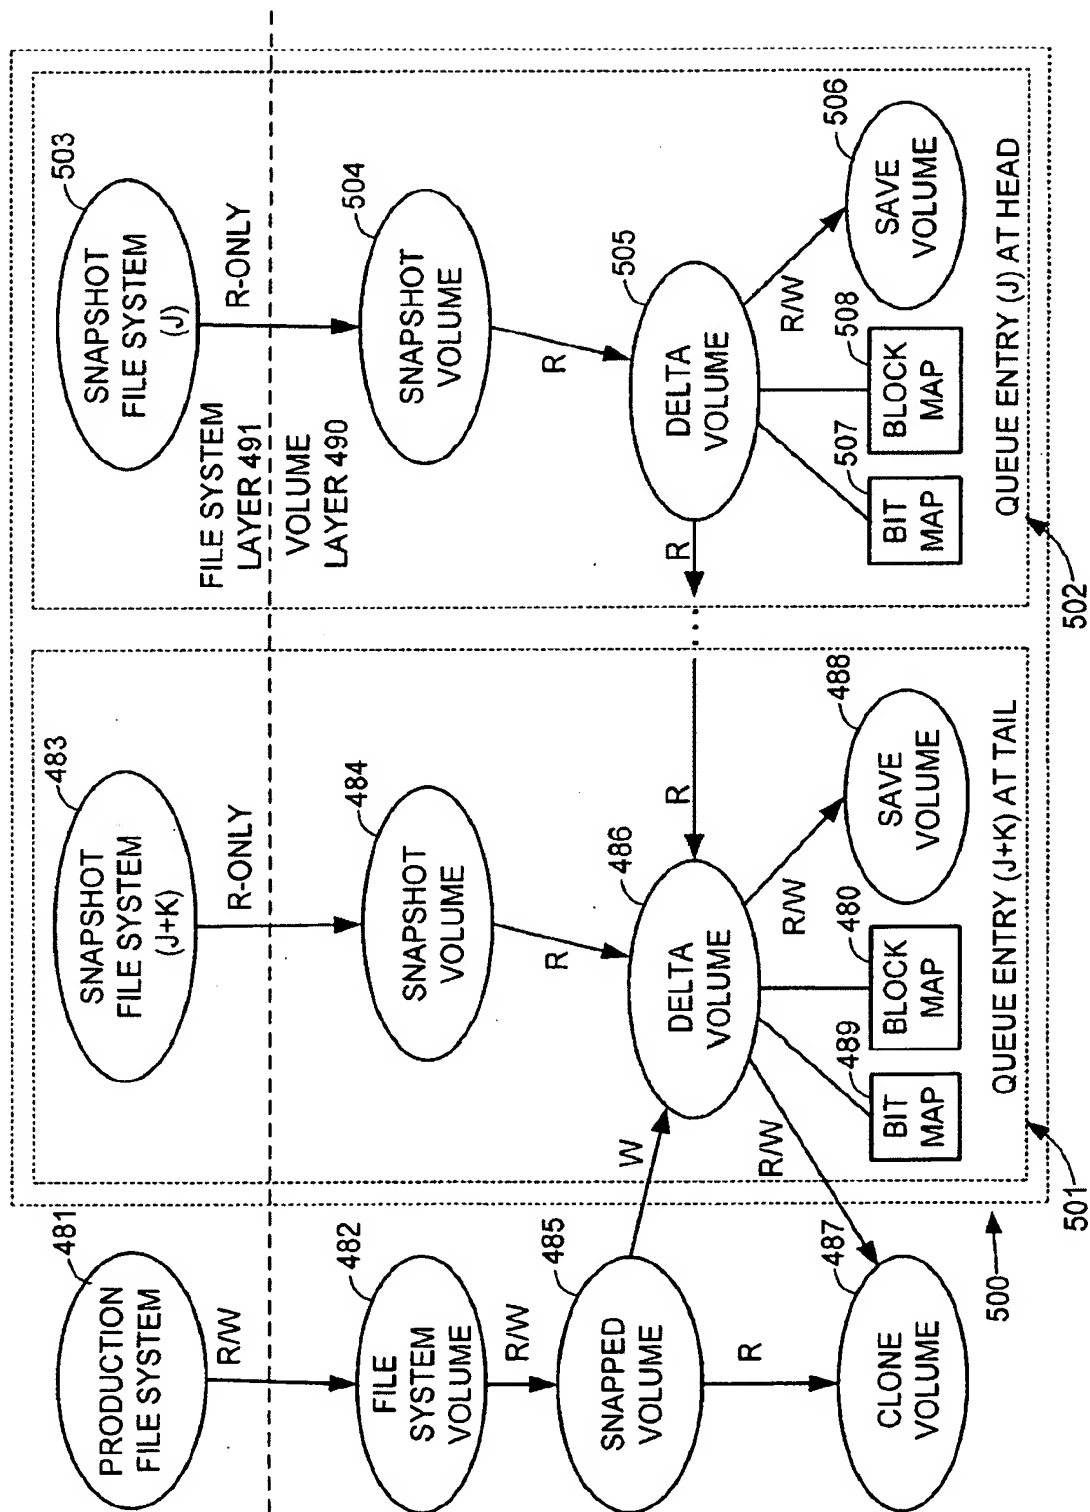 481
PRODUCTION
FILE SYSTEM
R/W
482
FILE
SYSTEM
VOLUME
R/W
485
SNAPPED
VOLUME
W
R
487
CLONE
VOLUME
R/W
500
501
483
SNAPSHOT
FILE SYSTEM
(J+K)
R-ONLY
484
SNAPSHOT
VOLUME
R
486
DELTA
VOLUME
R
R/W
488
SAVE
VOLUME
489
BIT
MAP
480
BLOCK
MAP
QUEUE ENTRY (J+K) AT TAIL
503
SNAPSHOT
FILE SYSTEM
(J)
R-ONLY
FILE SYSTEM
LAYER 491
VOLUME
LAYER 490
504
SNAPSHOT
VOLUME
R
505
DELTA
VOLUME
R
R/W
506
SAVE
VOLUME
507
BIT
MAP
508
BLOCK
MAP
QUEUE ENTRY (J) AT HEAD
502